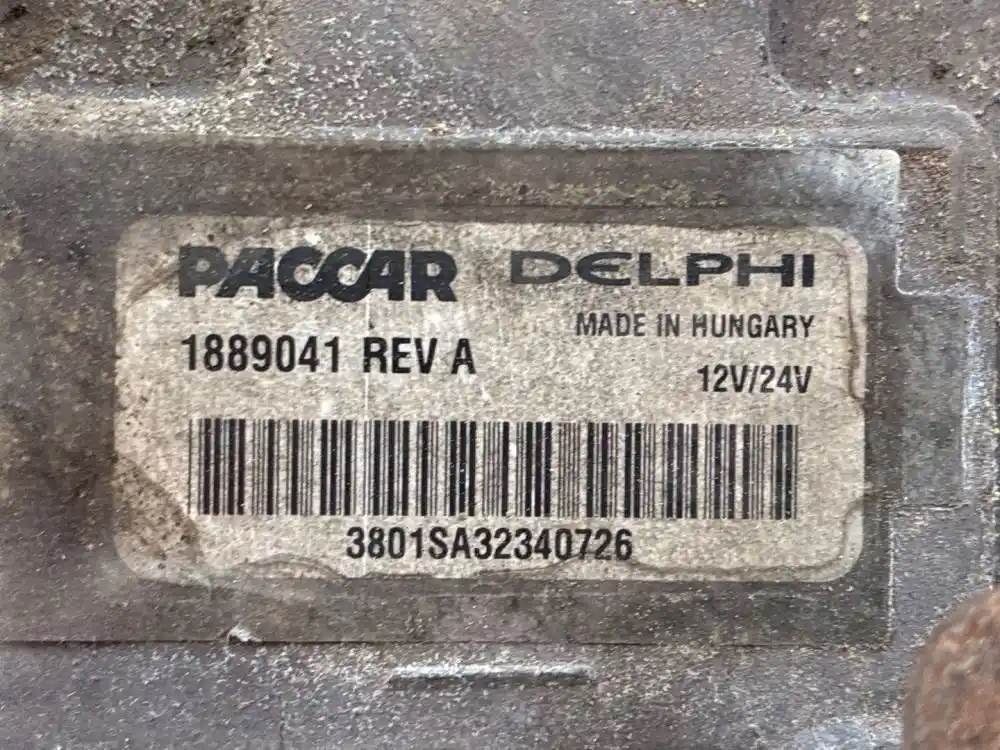 PACCAR DELPHI
MADE IN HUNGARY
1889041 REV A
12V/24V
3801SA32340726